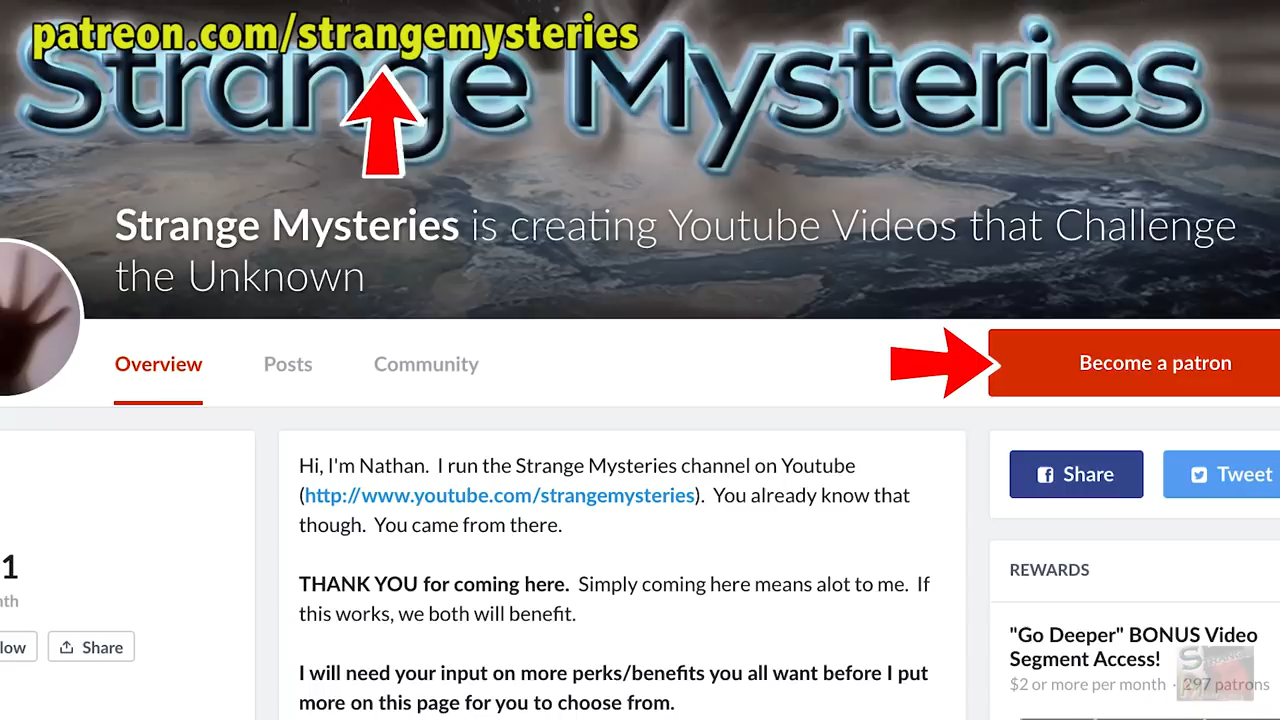 patreon.com/strangemysteries
Strange Mysteries
Strange Mysteries is creating Youtube Videos that Challenge
the Unknown
Overview
Posts
Community
Become a patron
Hi, I'm Nathan. I run the Strange Mysteries channel on Youtube
(http://www.youtube.com/strangemysteries). You already know that
though. You came from there.
THANK YOU for coming here. Simply coming here means alot to me. If
this works, we both will benefit.
I will need your input on more perks/benefits you all want before I put
more on this page for you to choose from.
1
nth
low
Share
Share
Tweet
REWARDS
"Go Deeper" BONUS Video
Segment Access!
$2 or more per month · 297 patrons